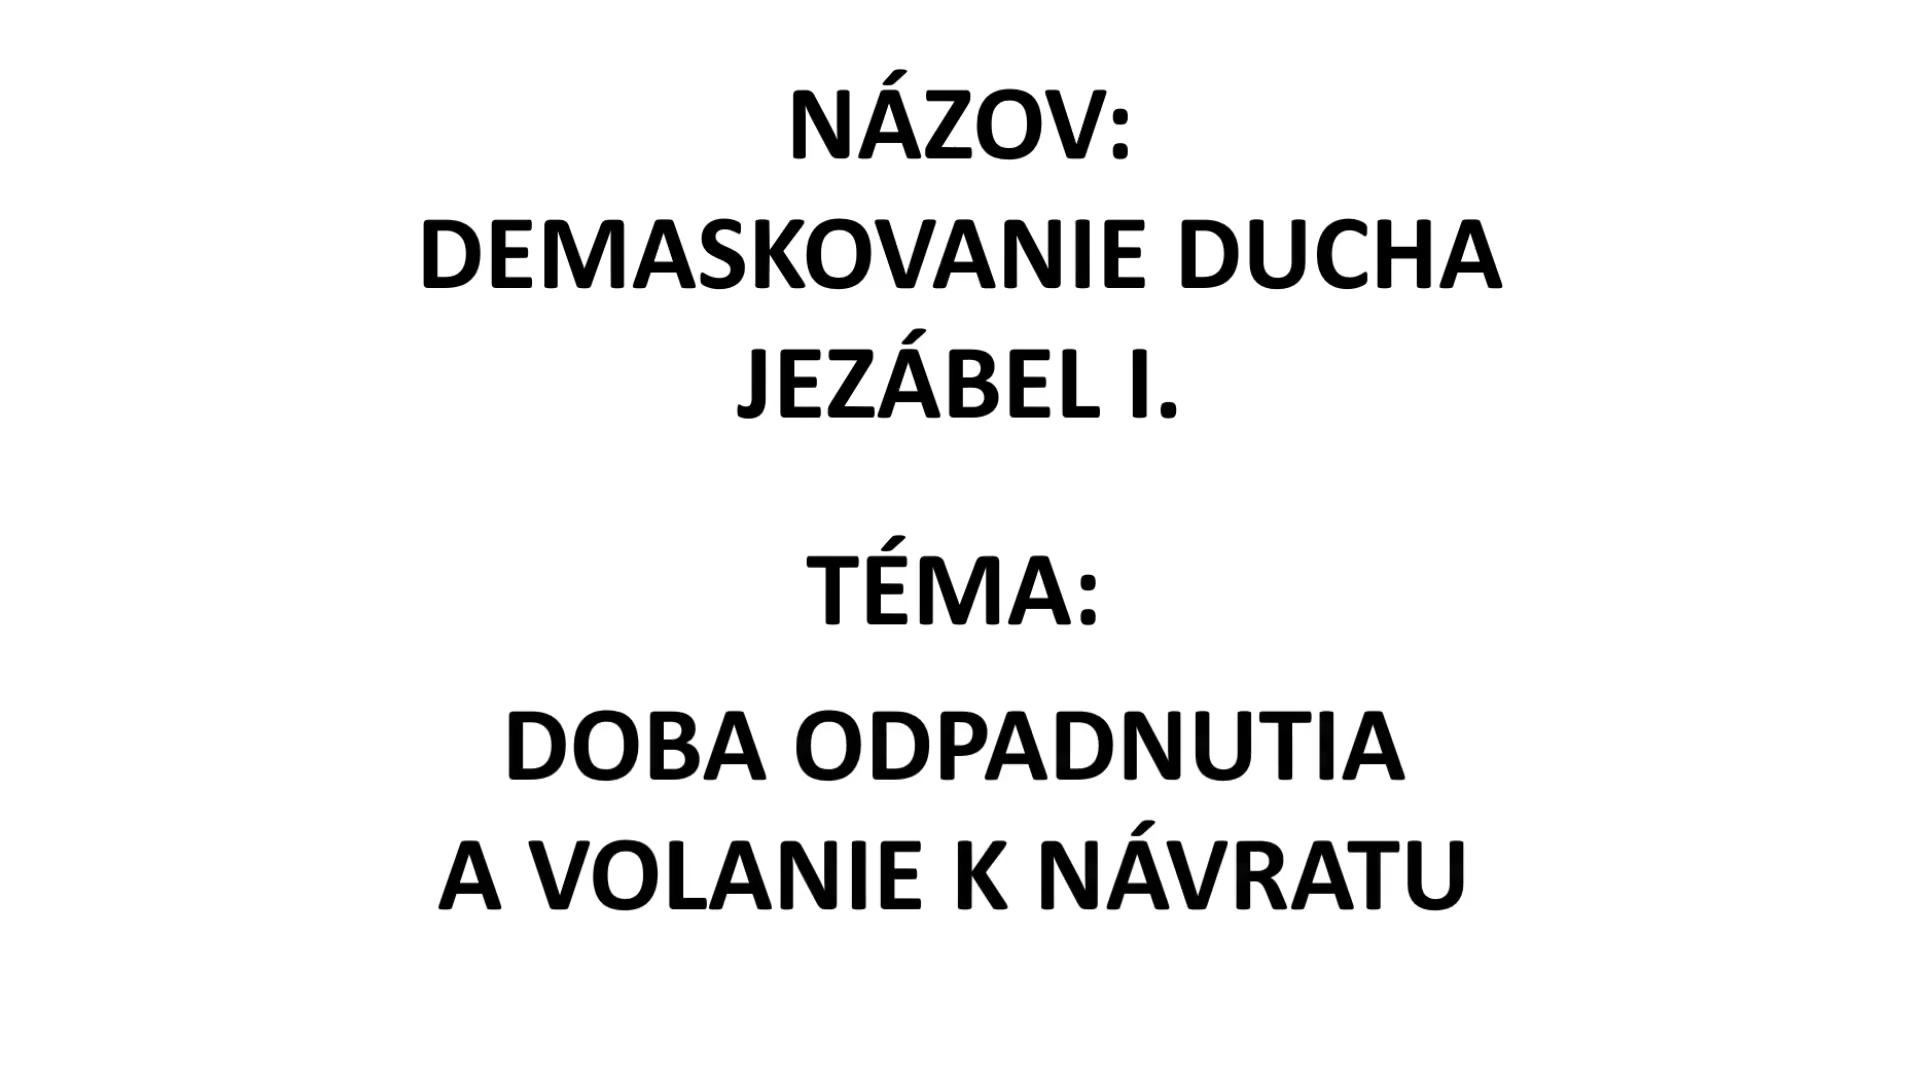 NÁZOV:
DEMASKOVANIE DUCHA
JEZÁBEL I.
TÉMA:
DOBA ODPADNUTIA
A VOLANIE K NÁVRATU